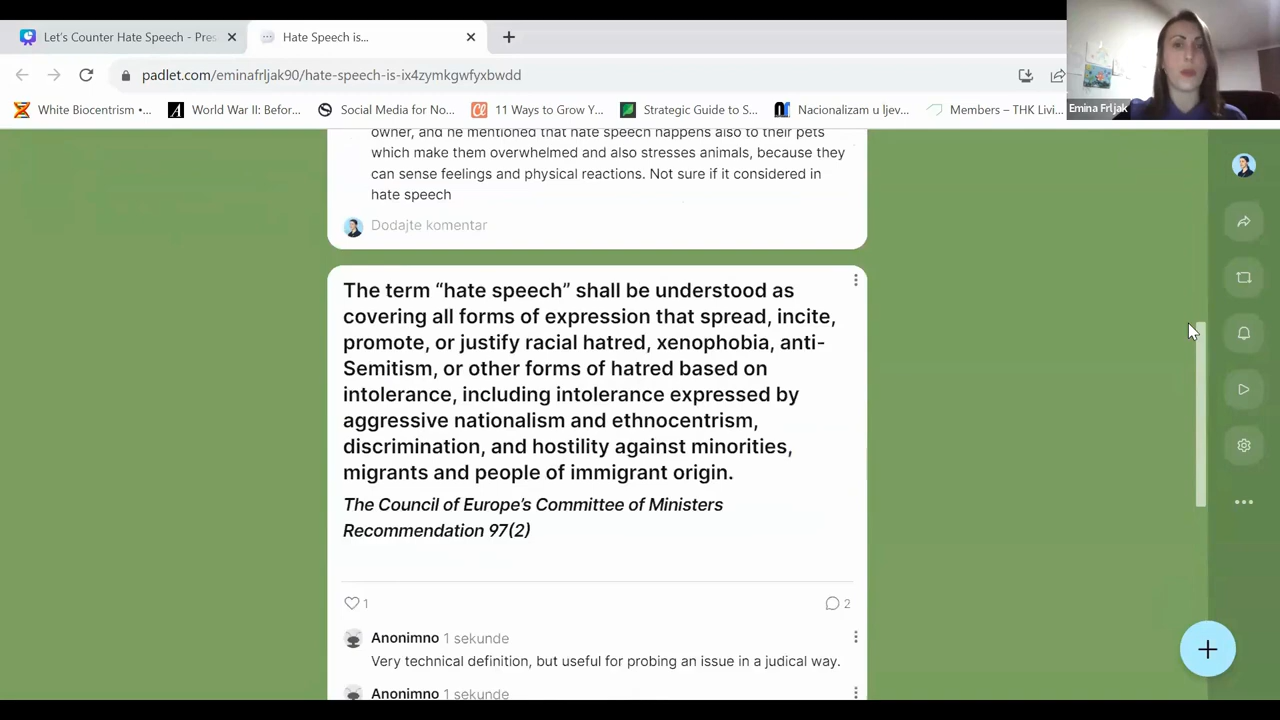 Let's Counter Hate Speech - Pres
Hate Speech is...
padlet.com/eminafrljak90/hate-speech-is-ix4zymkgwfyxbwdd
White Biocentrism •...
World War II: Befor...
Social Media for No...
11 Ways to Grow Y...
Strategic Guide to S...
Nacionalizam u ljev...
Members – THK Livi...
Emina Frljak
owner, and he mentioned that hate speech happens also to their pets
which make them overwhelmed and also stresses animals, because they
can sense feelings and physical reactions. Not sure if it considered in
hate speech
Dodajte komentar
The term “hate speech” shall be understood as
covering all forms of expression that spread, incite,
promote, or justify racial hatred, xenophobia, anti-
Semitism, or other forms of hatred based on
intolerance, including intolerance expressed by
aggressive nationalism and ethnocentrism,
discrimination, and hostility against minorities,
migrants and people of immigrant origin.
The Council of Europe’s Committee of Ministers
Recommendation 97(2)
1
2
Anonimno 1 sekunde
Very technical definition, but useful for probing an issue in a judical way.
Anonimno 1 sekunde